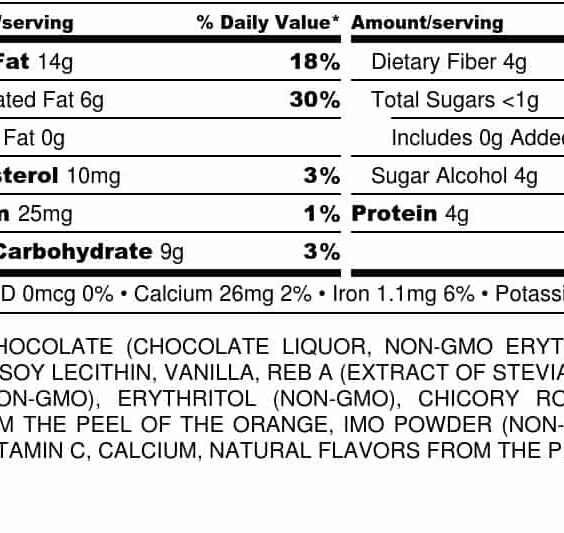 /serving % Daily Value* Amount/serving
Fat 14g 18% Dietary Fiber 4g
ated Fat 6g 30% Total Sugars <1g
Fat 0g Includes 0g Adde
sterol 10mg 3% Sugar Alcohol 4g
n 25mg 1% Protein 4g
Carbohydrate 9g 3%
D 0mcg 0% • Calcium 26mg 2% • Iron 1.1mg 6% • Potassi
HOCOLATE (CHOCOLATE LIQUOR, NON-GMO ERYT
SOY LECITHIN, VANILLA, REB A (EXTRACT OF STEVIA
ON-GMO), ERYTHRITOL (NON-GMO), CHICORY RO
M THE PEEL OF THE ORANGE, IMO POWDER (NON-
TAMIN C, CALCIUM, NATURAL FLAVORS FROM THE P